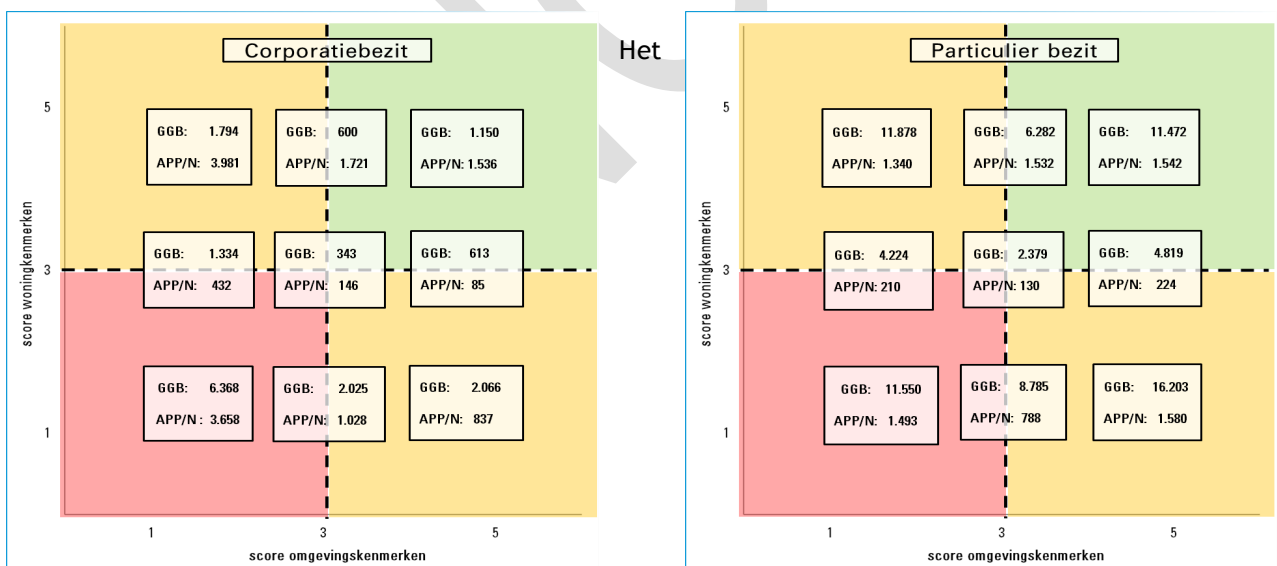 Corporatiebezit
5
GGB: 1.794
APP/N: 3.981
GGB: 600
APP/N: 1.721
GGB: 1.150
APP/N: 1.536
score woningkenmerken
3
GGB: 1.334
APP/N: 432
GGB: 343
APP/N: 146
GGB: 613
APP/N: 85
1
GGB: 6.368
APP/N : 3.658
GGB: 2.025
APP/N: 1.028
GGB: 2.066
APP/N: 837
1 3 5
score omgevingskenmerken
Het
Particulier bezit
5
GGB: 11.878
APP/N: 1.340
GGB: 6.282
APP/N: 1.532
GGB: 11.472
APP/N: 1.542
score woningkenmerken
3
GGB: 4.224
APP/N: 210
GGB: 2.379
APP/N: 130
GGB: 4.819
APP/N: 224
1
GGB: 11.550
APP/N: 1.493
GGB: 8.785
APP/N: 788
GGB: 16.203
APP/N: 1.580
1 3 5
score omgevingskenmerken